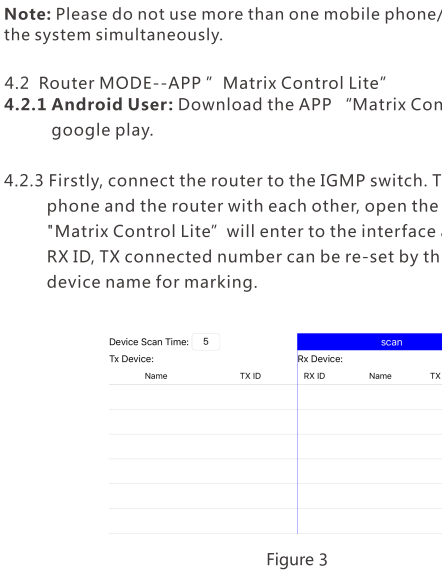 Note: Please do not use more than one mobile phone/
the system simultaneously.
4.2 Router MODE--APP " Matrix Control Lite"
4.2.1 Android User: Download the APP "Matrix Con
google play.
4.2.3 Firstly, connect the router to the IGMP switch. T
phone and the router with each other, open the
"Matrix Control Lite" will enter to the interface
RX ID, TX connected number can be re-set by th
device name for marking.
Device Scan Time: 5 scan
Tx Device: Rx Device:
Name TX ID RX ID Name TX
Figure 3